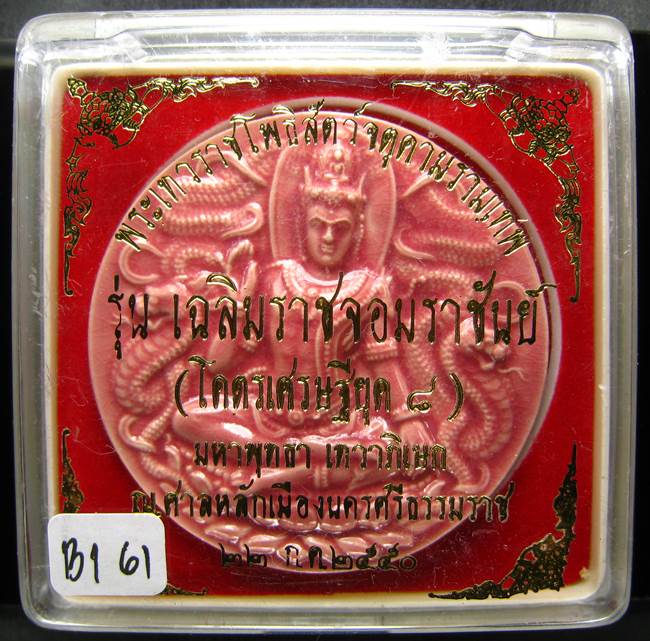 พระเทวราชโพธิสัตว์จตุคามรามเทพ
รุ่น เฉลิมราชจอมราชันย์
(โคตรเศรษฐียุค ๘)
มหาพุทธา เทวาภิเษก
ณ ศาลหลักเมืองนครศรีธรรมราช
๒๒ ก.ค ๒๕๕๐
B1 61